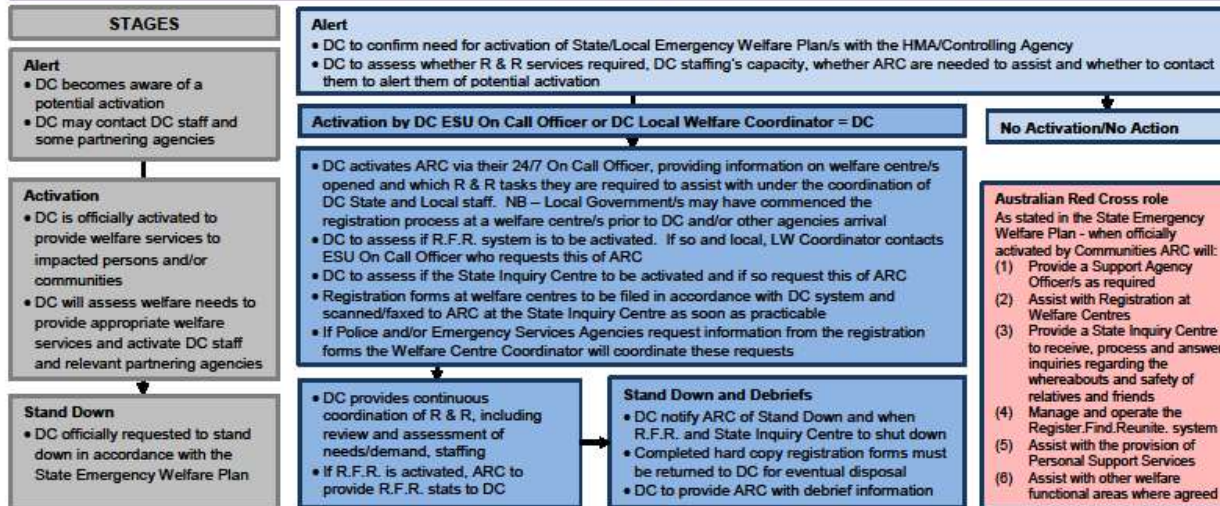 STAGES
Alert
• DC becomes aware of a
potential activation
• DC may contact DC staff and
some partnering agencies
Activation
• DC is officially activated to
provide welfare services to
impacted persons and/or
communities
• DC will assess welfare needs to
provide appropriate welfare
services and activate DC staff
and relevant partnering agencies
Stand Down
• DC officially requested to stand
down in accordance with the
State Emergency Welfare Plan
Alert
• DC to confirm need for activation of State/Local Emergency Welfare Plan/s with the HMA/Controlling Agency
• DC to assess whether R & R services required, DC staffing's capacity, whether ARC are needed to assist and whether to contact
them to alert them of potential activation
Activation by DC ESU On Call Officer or DC Local Welfare Coordinator = DC
No Activation/No Action
• DC activates ARC via their 24/7 On Call Officer, providing information on welfare centre/s
opened and which R & R tasks they are required to assist with under the coordination of
DC State and Local staff. NB – Local Government/s may have commenced the
registration process at a welfare centre/s prior to DC and/or other agencies arrival
• DC to assess if R.F.R. system is to be activated. If so and local, LW Coordinator contacts
ESU On Call Officer who requests this of ARC
• DC to assess if the State Inquiry Centre to be activated and if so request this of ARC
• Registration forms at welfare centres to be filed in accordance with DC system and
scanned/faxed to ARC at the State Inquiry Centre as soon as practicable
• If Police and/or Emergency Services Agencies request information from the registration
forms the Welfare Centre Coordinator will coordinate these requests
• DC provides continuous
coordination of R & R, including
review and assessment of
needs/demand, staffing
• If R.F.R. is activated, ARC to
provide R.F.R. stats to DC
Stand Down and Debriefs
• DC notify ARC of Stand Down and when
R.F.R. and State Inquiry Centre to shut down
• Completed hard copy registration forms must
be returned to DC for eventual disposal
• DC to provide ARC with debrief information
Australian Red Cross role
As stated in the State Emergency
Welfare Plan - when officially
activated by Communities ARC will:
(1) Provide a Support Agency
Officer/s as required
(2) Assist with Registration at
Welfare Centres
(3) Provide a State Inquiry Centre
to receive, process and answer
inquiries regarding the
whereabouts and safety of
relatives and friends
(4) Manage and operate the
Register.Find.Reunite. system
(5) Assist with the provision of
Personal Support Services
(6) Assist with other welfare
functional areas where agreed